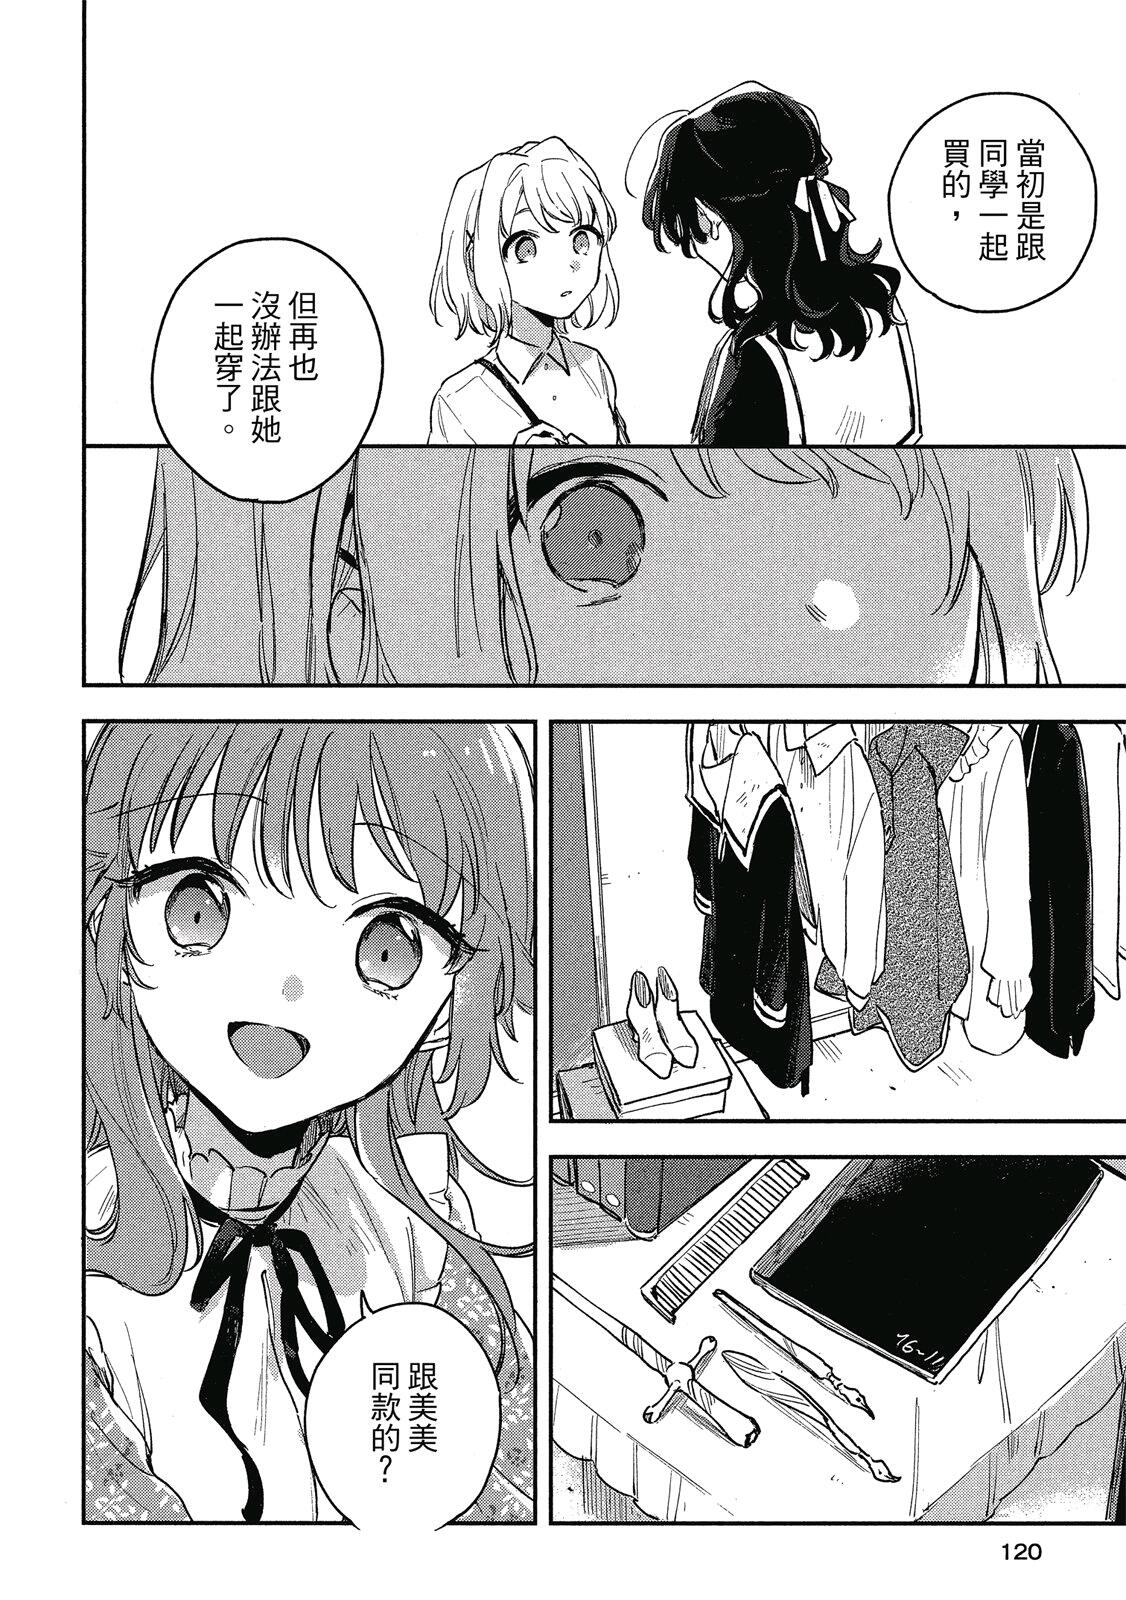 當初是跟
同學一起
買的，
但再也
沒辦法跟她
一起穿了。
16~11
跟美美
同款的？
120